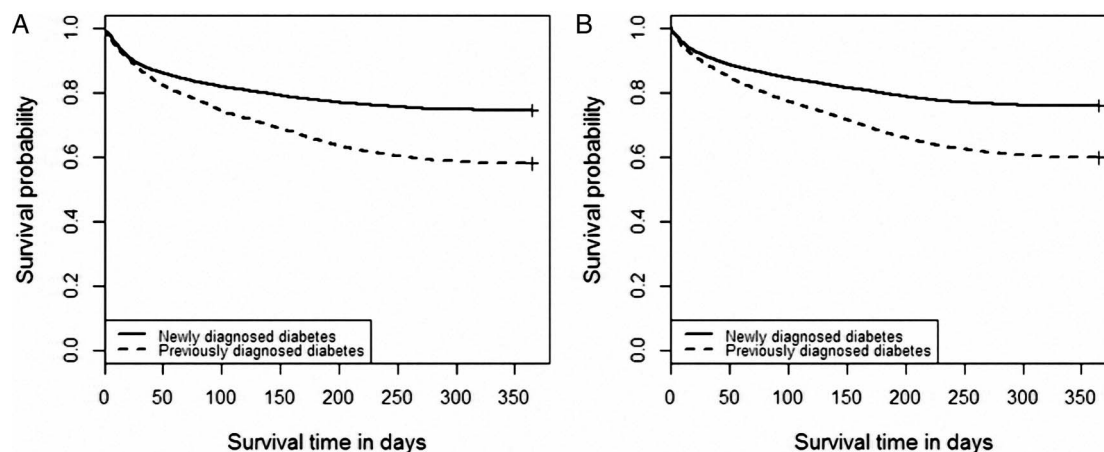 A
Survival probability
1.0
0.8
0.6
0.4
0.2
0.0
Newly diagnosed diabetes
Previously diagnosed diabetes
0 50 100 150 200 250 300 350
Survival time in days
B
Survival probability
1.0
0.8
0.6
0.4
0.2
0.0
Newly diagnosed diabetes
Previously diagnosed diabetes
0 50 100 150 200 250 300 350
Survival time in days